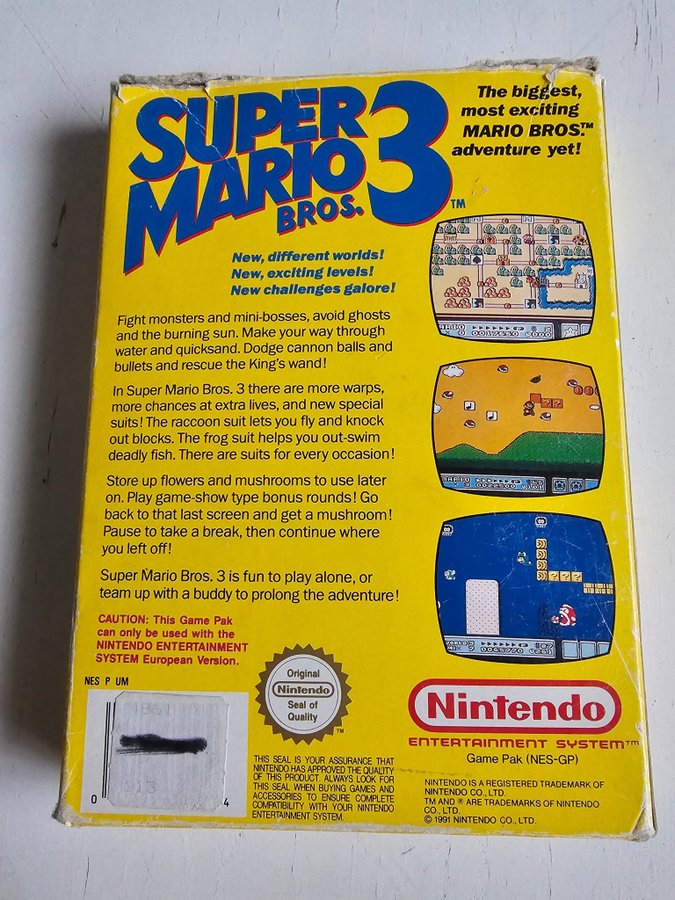 SUPER
MARIO
BROS. 3 ™
The biggest,
most exciting
MARIO BROS.™
adventure yet!
New, different worlds!
New, exciting levels!
New challenges galore!
Fight monsters and mini-bosses, avoid ghosts
and the burning sun. Make your way through
water and quicksand. Dodge cannon balls and
bullets and rescue the King's wand!
In Super Mario Bros. 3 there are more warps,
more chances at extra lives, and new special
suits! The raccoon suit lets you fly and knock
out blocks. The frog suit helps you out-swim
deadly fish. There are suits for every occasion!
Store up flowers and mushrooms to use later
on. Play game-show type bonus rounds! Go
back to that last screen and get a mushroom!
Pause to take a break, then continue where
you left off!
Super Mario Bros. 3 is fun to play alone, or
team up with a buddy to prolong the adventure!
CAUTION: This Game Pak
can only be used with the
NINTENDO ENTERTAINMENT
SYSTEM European Version.
NES P UM
0
4
Original
Nintendo
Seal of
Quality
™
THIS SEAL IS YOUR ASSURANCE THAT
NINTENDO HAS APPROVED THE QUALITY
OF THIS PRODUCT. ALWAYS LOOK FOR
THIS SEAL WHEN BUYING GAMES AND
ACCESSORIES TO ENSURE COMPLETE
COMPATIBILITY WITH YOUR NINTENDO
ENTERTAINMENT SYSTEM.
Nintendo
ENTERTAINMENT SYSTEM™
Game Pak (NES-GP)
NINTENDO IS A REGISTERED TRADEMARK OF
NINTENDO CO., LTD.
TM AND ® ARE TRADEMARKS OF NINTENDO
CO., LTD.
© 1991 NINTENDO CO., LTD.